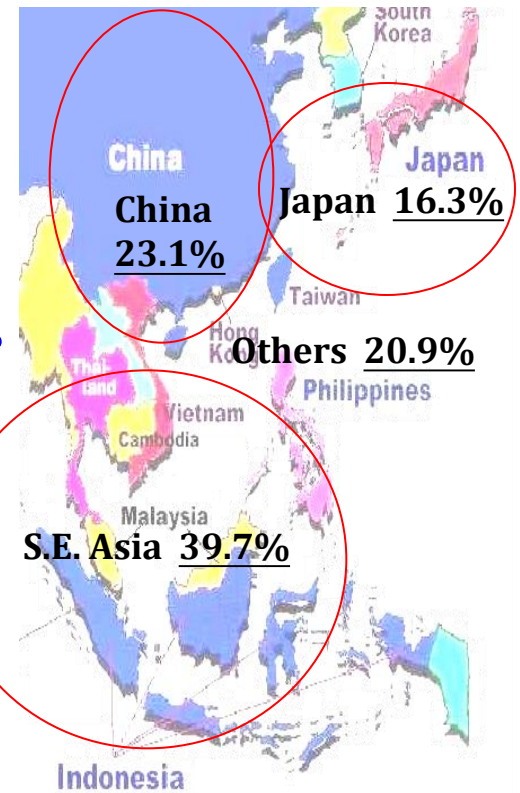 South
Korea
China
Japan
China
23.1%
Japan 16.3%
Taiwan
Hong
Kong
Others 20.9%
Thai-
land
Philippines
Vietnam
Cambodia
Malaysia
S.E. Asia 39.7%
Indonesia